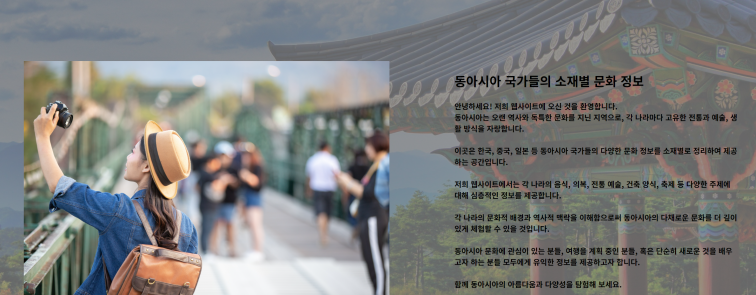 동아시아 국가들의 소재별 문화 정보
안녕하세요! 저희 웹사이트에 오신 것을 환영합니다.
동아시아는 오랜 역사와 독특한 문화를 지닌 지역으로, 각 나라마다 고유한 전통과 예술, 생
활 방식을 자랑합니다.
이곳은 한국, 중국, 일본 등 동아시아 국가들의 다양한 문화 정보를 소재별로 정리하여 제공
하는 공간입니다.
저희 웹사이트에서는 각 나라의 음식, 의복, 전통 예술, 건축 양식, 축제 등 다양한 주제에
대해 심층적인 정보를 제공합니다.
각 나라의 문화적 배경과 역사적 맥락을 이해함으로써 동아시아의 다채로운 문화를 더 깊이
있게 체험할 수 있을 것입니다.
동아시아 문화에 관심이 있는 분들, 여행을 계획 중인 분들, 혹은 단순히 새로운 것을 배우
고자 하는 분들 모두에게 유익한 정보를 제공하고자 합니다.
함께 동아시아의 아름다움과 다양성을 탐험해 보세요.